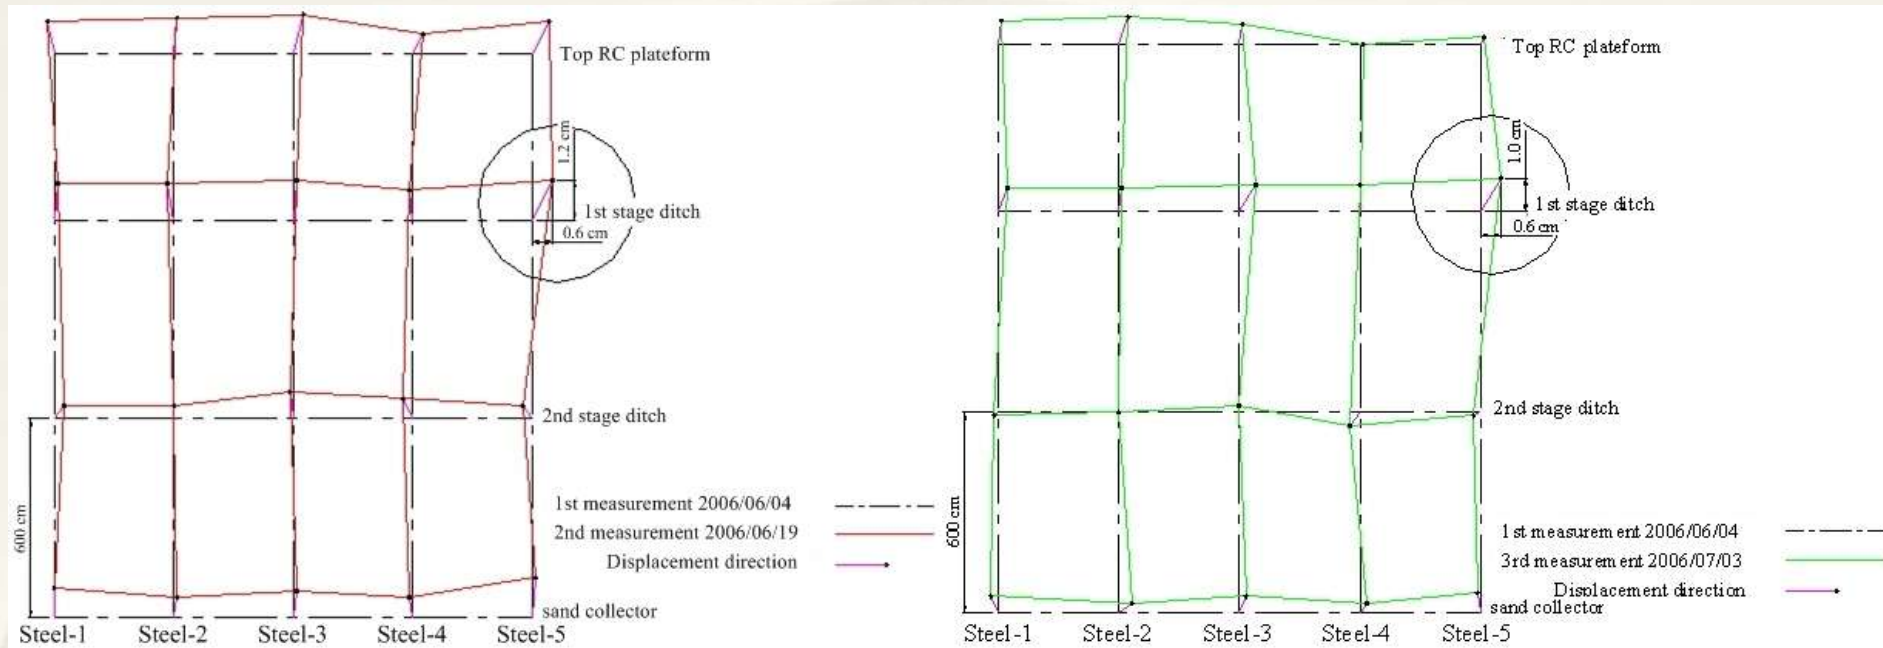 Top RC plateform
1.2 cm
1st stage ditch
0.6 cm
2nd stage ditch
1st measurement 2006/06/04
2nd measurement 2006/06/19
Displacement direction
600 cm
sand collector
Steel-1 Steel-2 Steel-3 Steel-4 Steel-5
Top RC plateform
1.0 cm
1st stage ditch
0.6 cm
2nd stage ditch
600 cm
1st measurement 2006/06/04
3rd measurement 2006/07/03
Displacement direction
sand collector
Steel-1 Steel-2 Steel-3 Steel-4 Steel-5